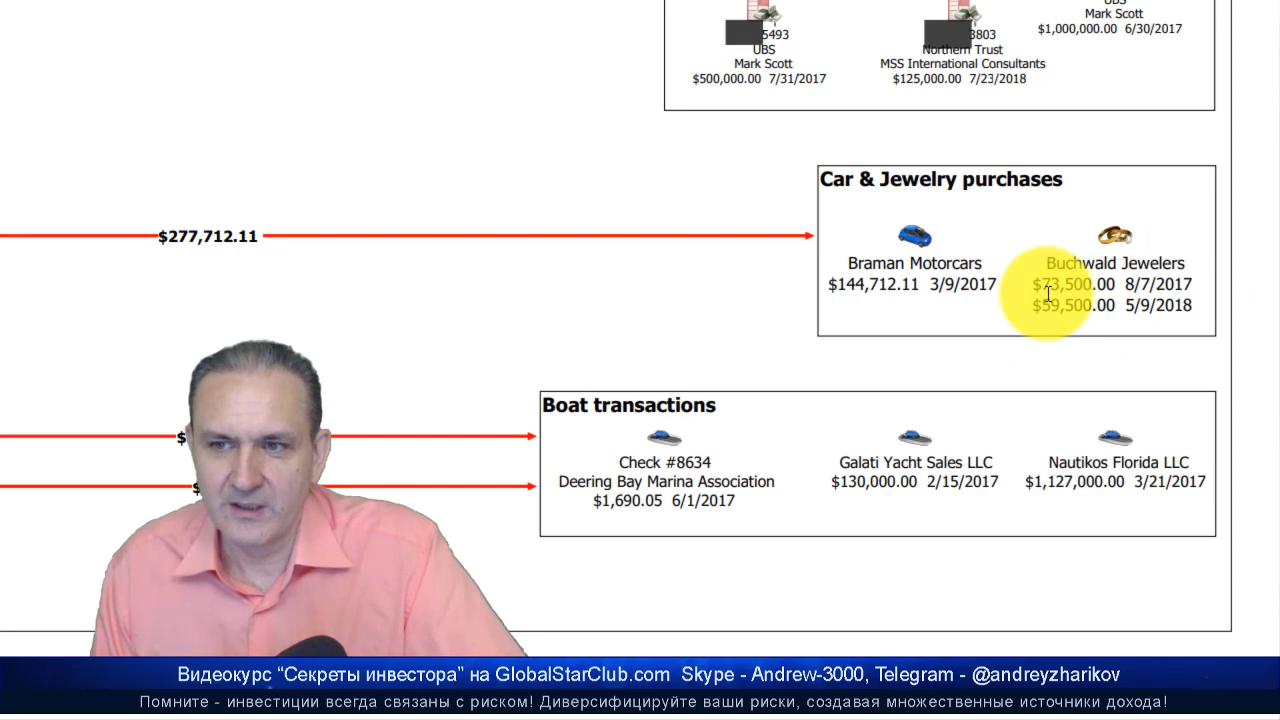 UBS
Mark Scott
$1,000,000.00 6/30/2017
5493
UBS
Mark Scott
$500,000.00 7/31/2017
3803
Northern Trust
MSS International Consultants
$125,000.00 7/23/2018
Car & Jewelry purchases
$277,712.11
Braman Motorcars
$144,712.11 3/9/2017
Buchwald Jewelers
$73,500.00 8/7/2017
$59,500.00 5/9/2018
Boat transactions
$
$
Check #8634
Deering Bay Marina Association
$1,690.05 6/1/2017
Galati Yacht Sales LLC
$130,000.00 2/15/2017
Nautikos Florida LLC
$1,127,000.00 3/21/2017
Видеокурс “Секреты инвестора” на GlobalStarClub.com Skype - Andrew-3000, Telegram - @andreyzharikov
Помните - инвестиции всегда связаны с риском! Диверсифицируйте ваши риски, создавая множественные источники дохода!